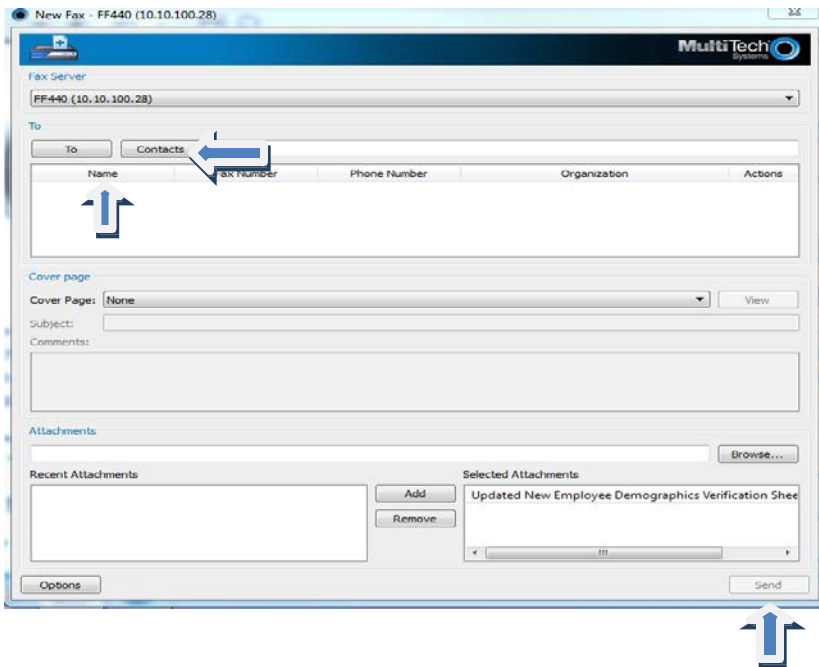 New Fax - FF440 (10.10.100.28)
MultiTech
Systems
Fax Server
FF440 (10.10.100.28)
To
To Contacts
Name Fax Number Phone Number Organization Actions
Cover page
Cover Page: None View
Subject:
Comments:
Attachments
Browse...
Recent Attachments Selected Attachments
Add Updated New Employee Demographics Verification Shee
Remove
Options Send